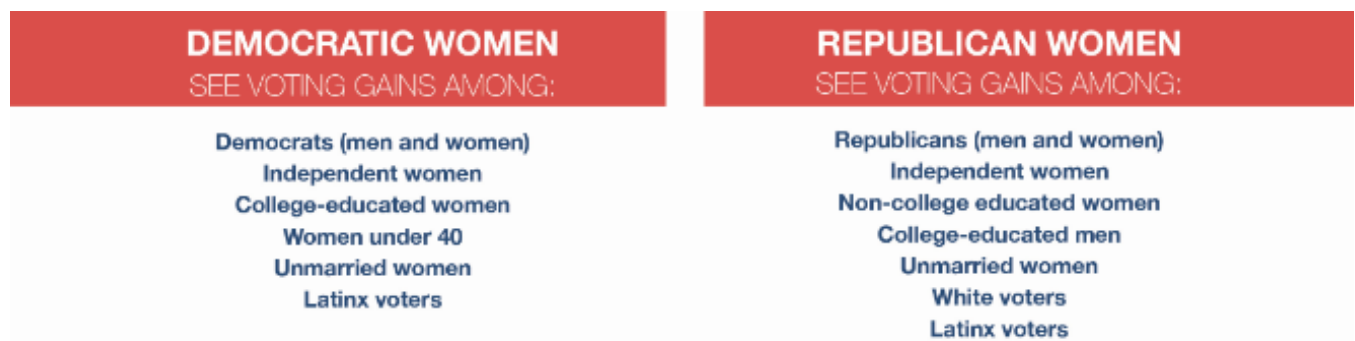 DEMOCRATIC WOMEN
SEE VOTING GAINS AMONG:
Democrats (men and women)
Independent women
College-educated women
Women under 40
Unmarried women
Latinx voters
REPUBLICAN WOMEN
SEE VOTING GAINS AMONG:
Republicans (men and women)
Independent women
Non-college educated women
College-educated men
Unmarried women
White voters
Latinx voters